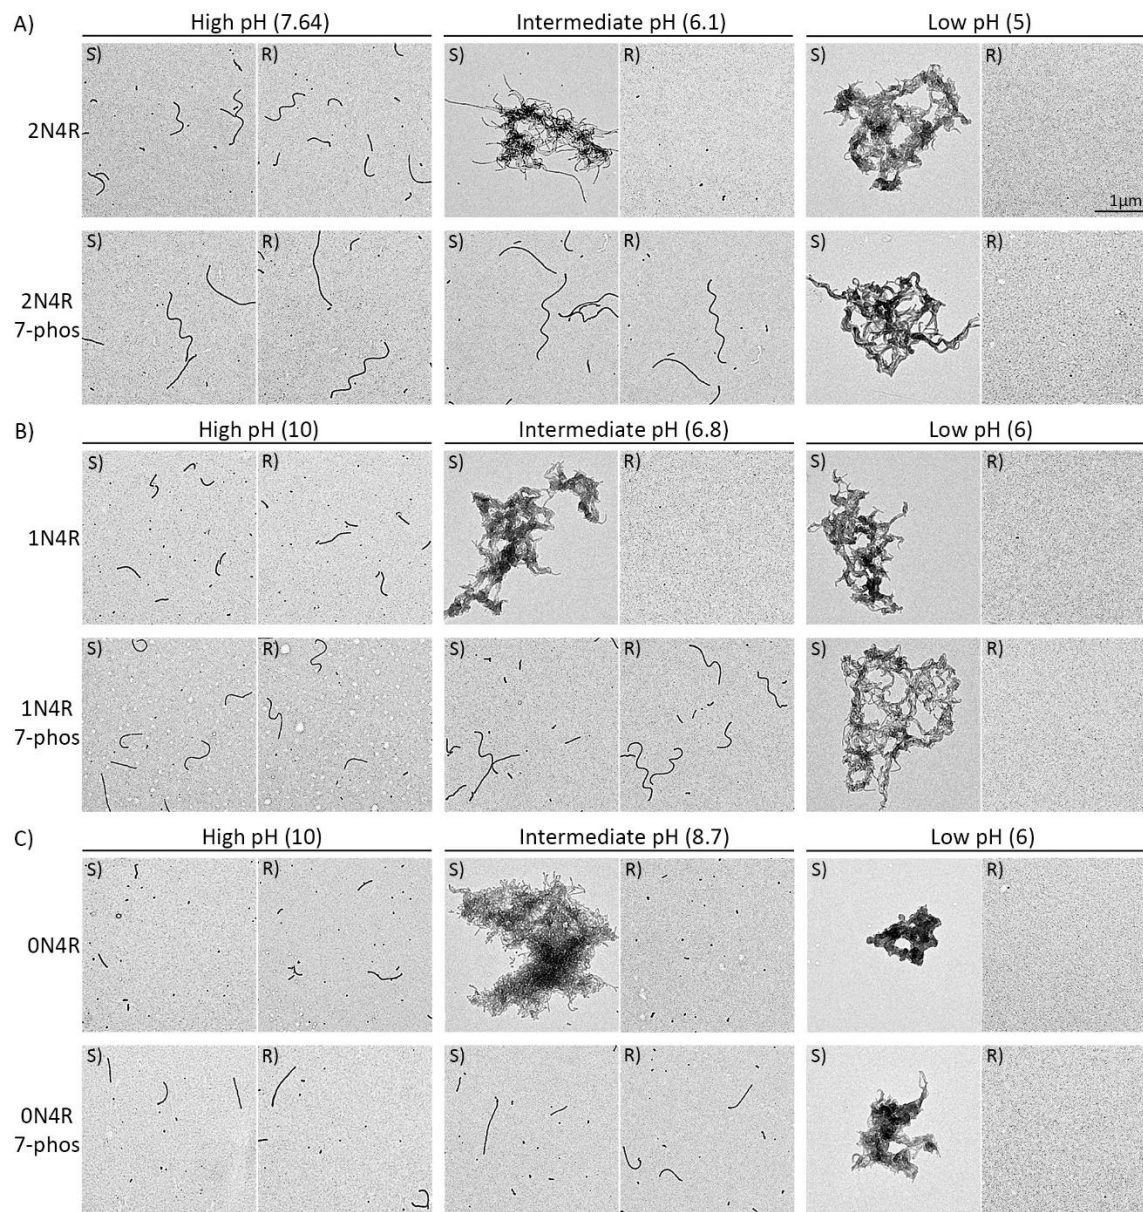 A) High pH (7.64) Intermediate pH (6.1) Low pH (5)
S) R) S) R) S) R)
2N4R
1µm
S) R) S) R) S) R)
2N4R
7-phos
B) High pH (10) Intermediate pH (6.8) Low pH (6)
S) R) S) R) S) R)
1N4R
S) R) S) R) S) R)
1N4R
7-phos
C) High pH (10) Intermediate pH (8.7) Low pH (6)
S) R) S) R) S) R)
0N4R
S) R) S) R) S) R)
0N4R
7-phos